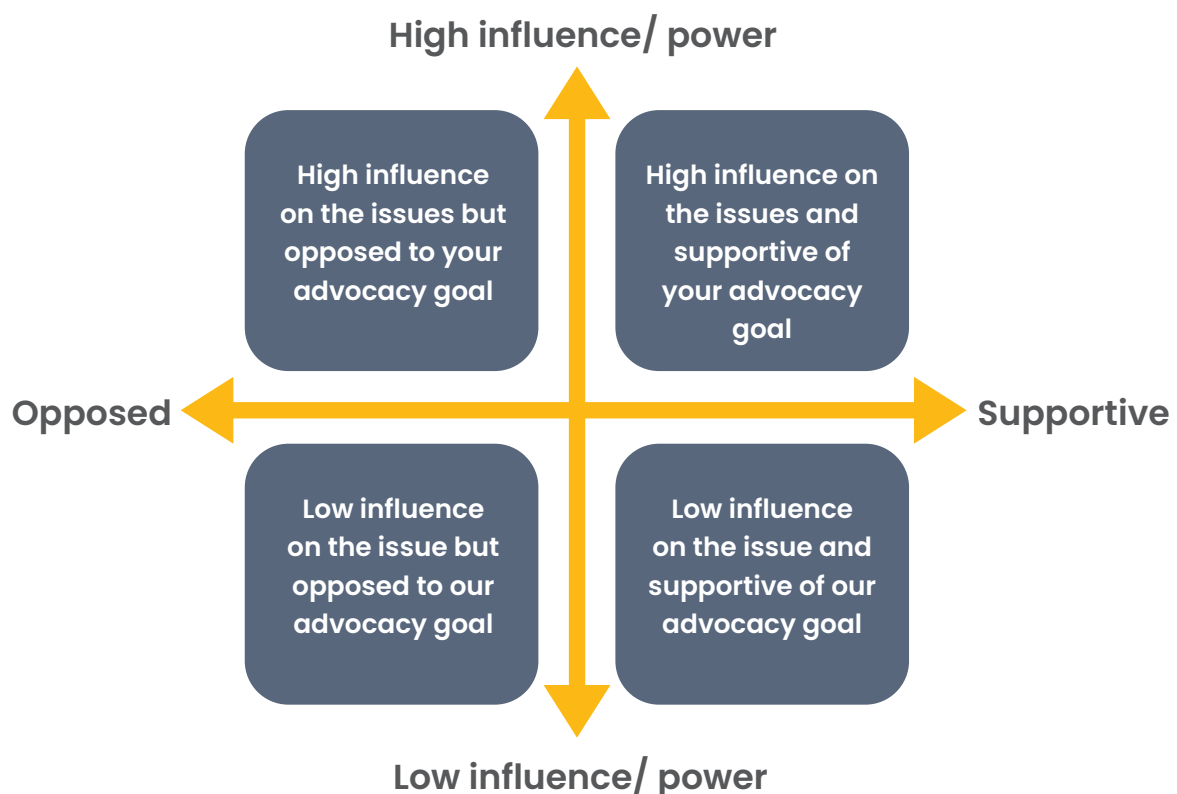 High influence/ power
High influence
on the issues but
opposed to your
advocacy goal
High influence on
the issues and
supportive of
your advocacy
goal
Opposed
Supportive
Low influence
on the issue but
opposed to our
advocacy goal
Low influence
on the issue and
supportive of our
advocacy goal
Low influence/ power